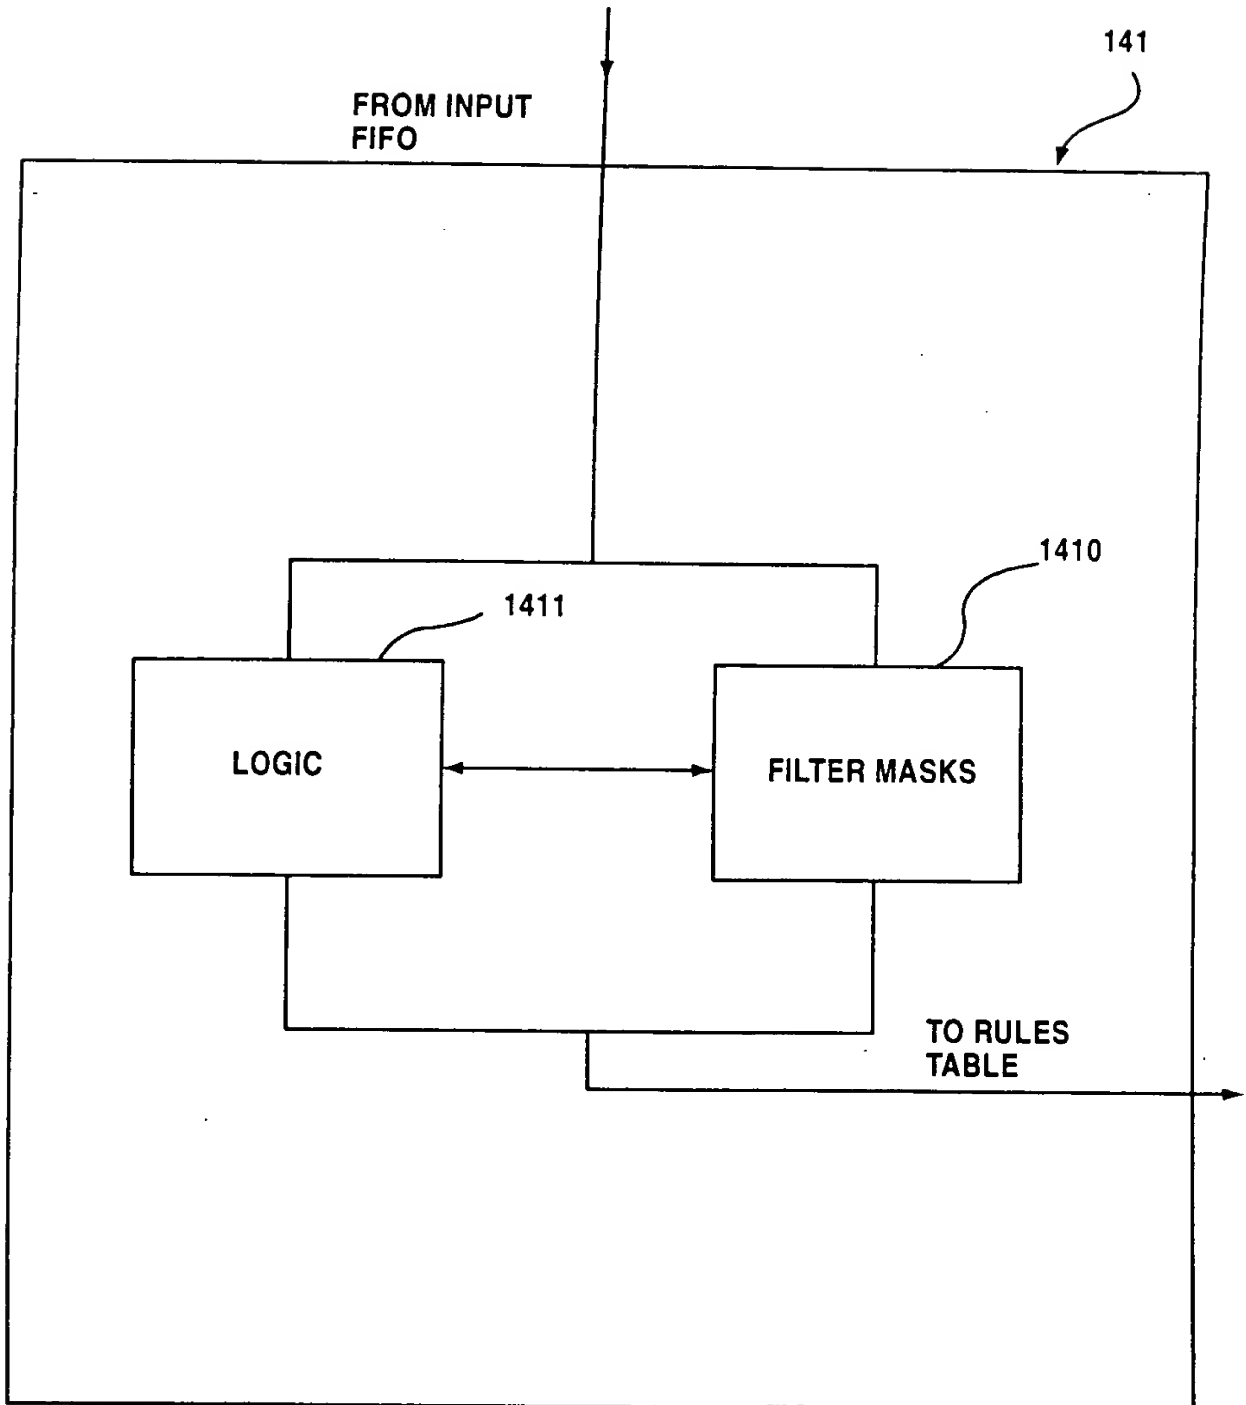 141
FROM INPUT
FIFO
1410
1411
LOGIC
FILTER MASKS
TO RULES
TABLE